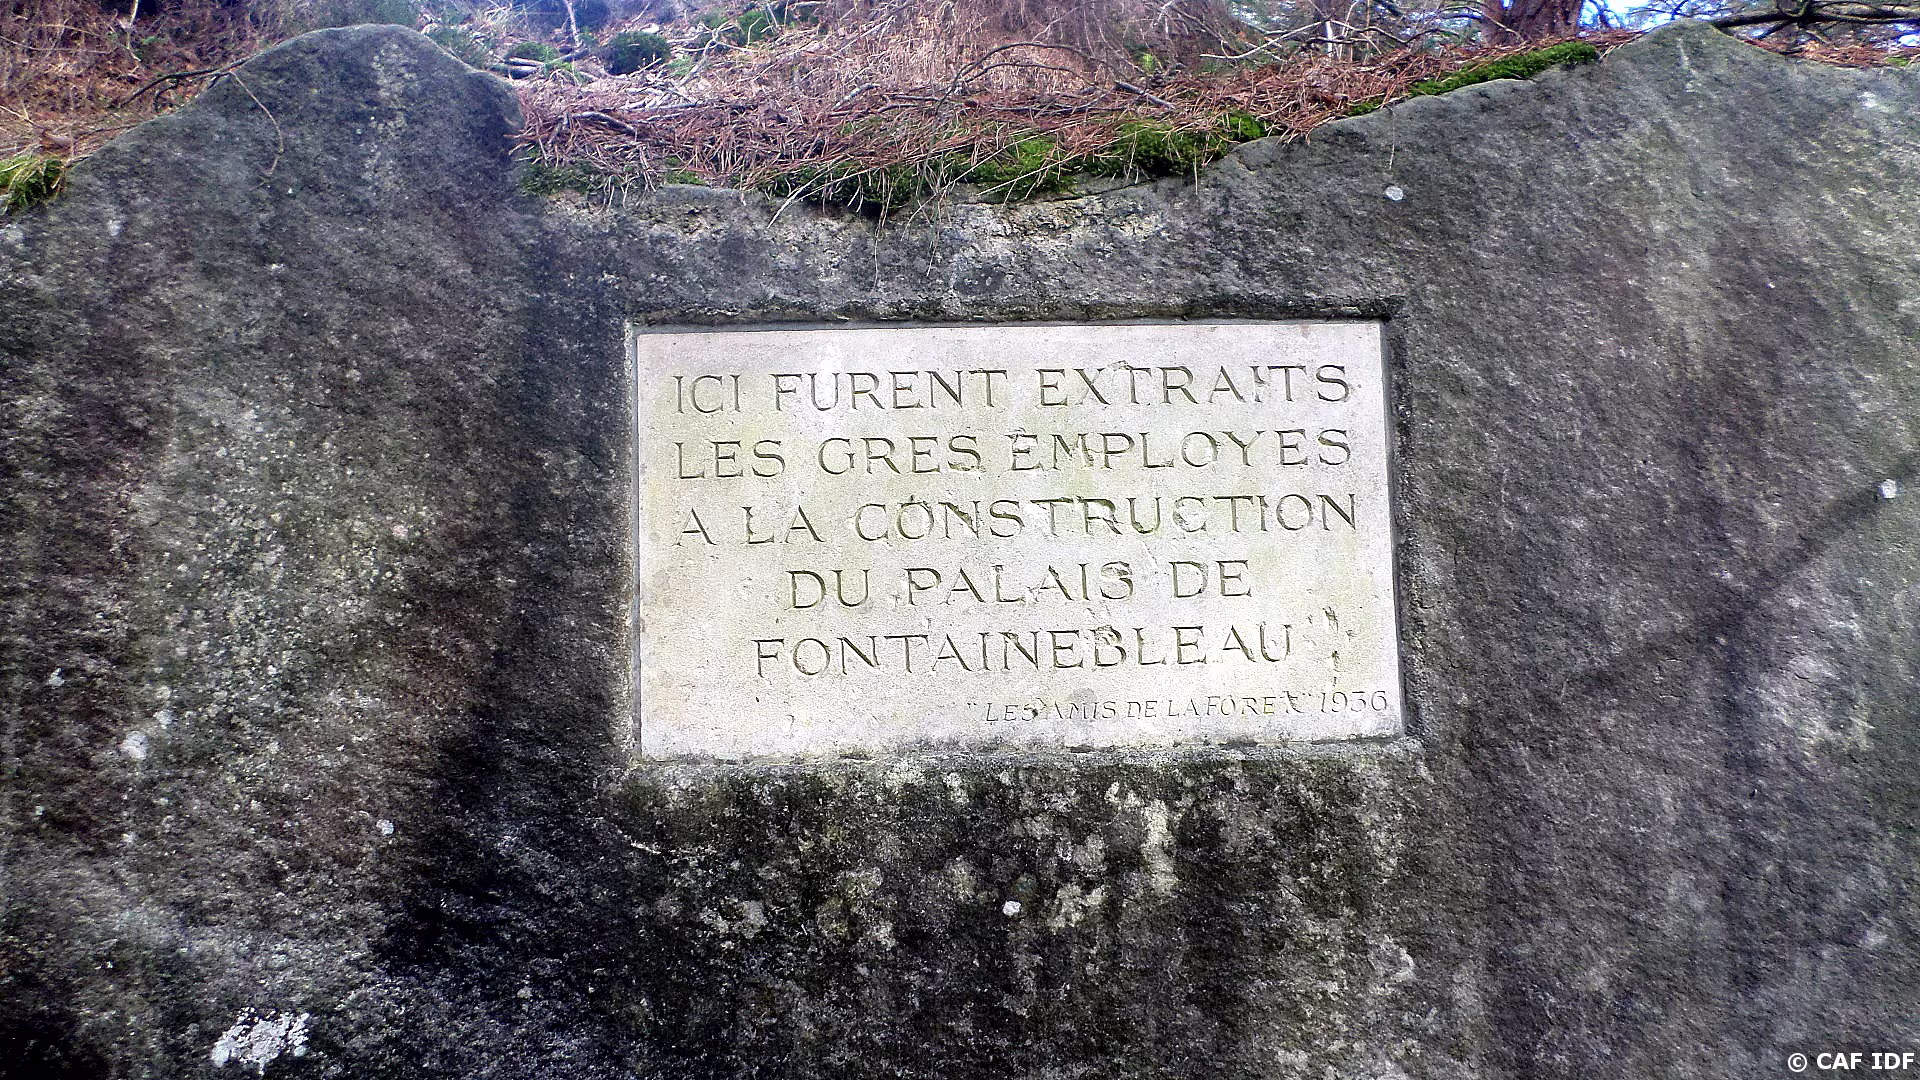 ICI FURENT EXTRAITS
LES GRES EMPLOYES
A LA CONSTRUCTION
DU PALAIS DE
FONTAINEBLEAU
"LES AMIS DE LA FORET" 1936
© CAF IDF